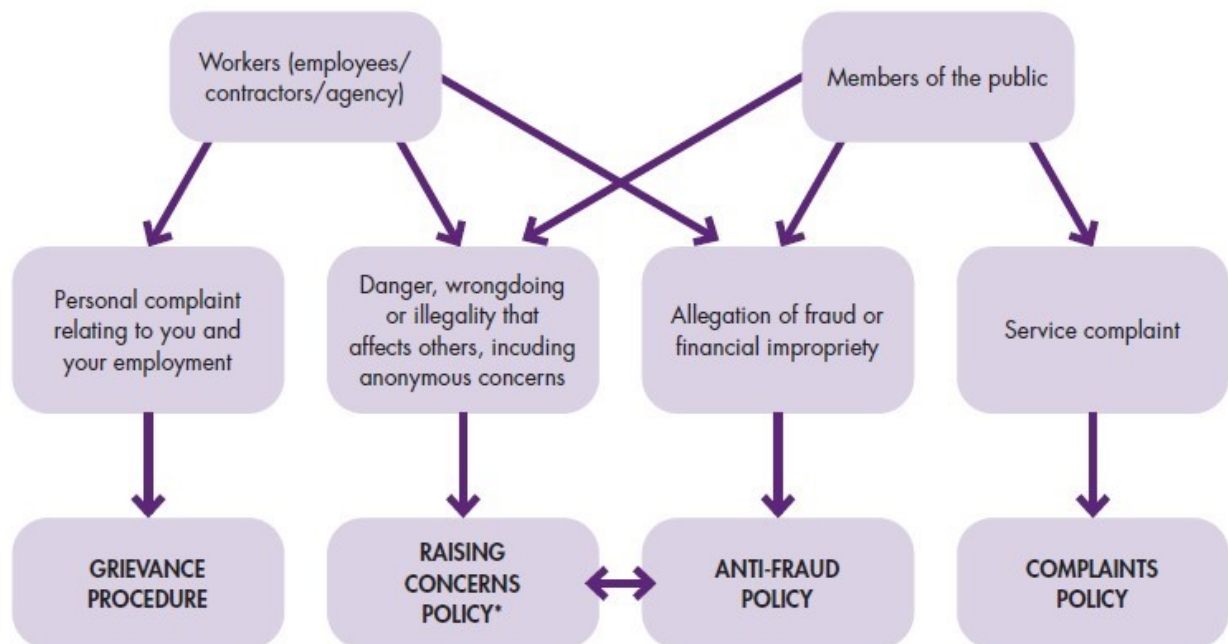 Workers (employees/
contractors/agency)
Members of the public
Personal complaint
relating to you and
your employment
Danger, wrongdoing
or illegality that
affects others, incuding
anonymous concerns
Allegation of fraud or
financial impropriety
Service complaint
GRIEVANCE
PROCEDURE
RAISING
CONCERNS
POLICY*
ANTI-FRAUD
POLICY
COMPLAINTS
POLICY